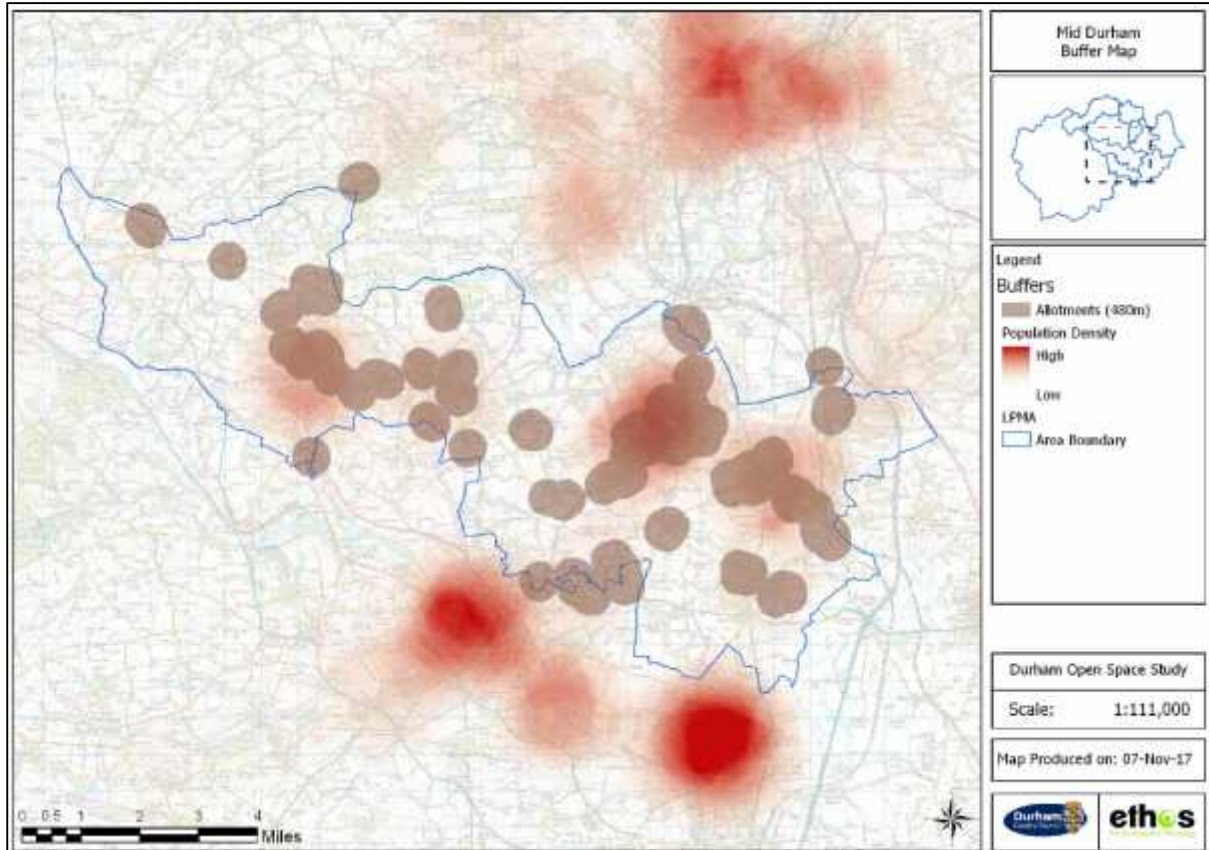 Mid Durham
Buffer Map
Legend
Buffers
Allotments (480m)
Population Density
High
Low
LPMA
Area Boundary
Durham Open Space Study
Scale: 1:111,000
Map Produced on: 07-Nov-17
Durham
ethos
0 0.5 1 2 3 4
Miles